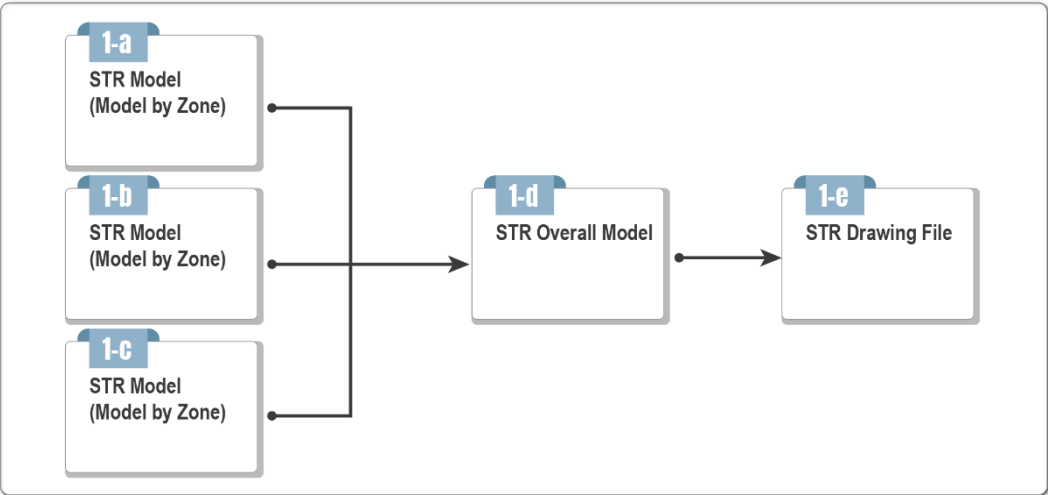 1-a
STR Model
(Model by Zone)
1-b
STR Model
(Model by Zone)
1-c
STR Model
(Model by Zone)
1-d
STR Overall Model
1-e
STR Drawing File